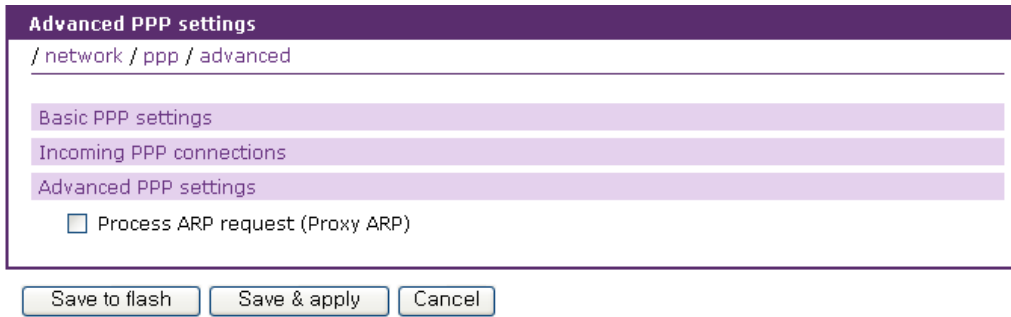 Advanced PPP settings
/ network / ppp / advanced
Basic PPP settings
Incoming PPP connections
Advanced PPP settings
Process ARP request (Proxy ARP)
Save to flash Save & apply Cancel